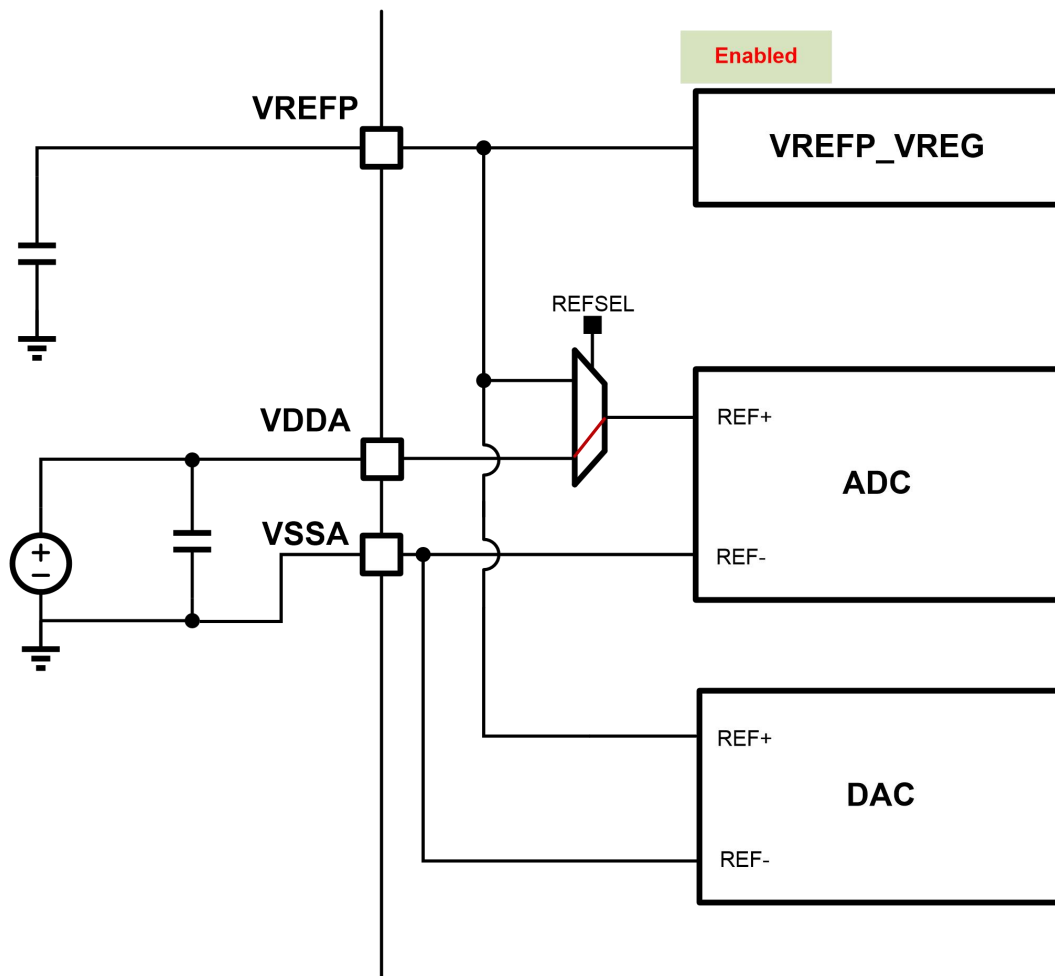 Enabled
VREFP
VREFP_VREG
REFSEL
VDDA
REF+
ADC
VSSA
REF-
REF+
DAC
REF-